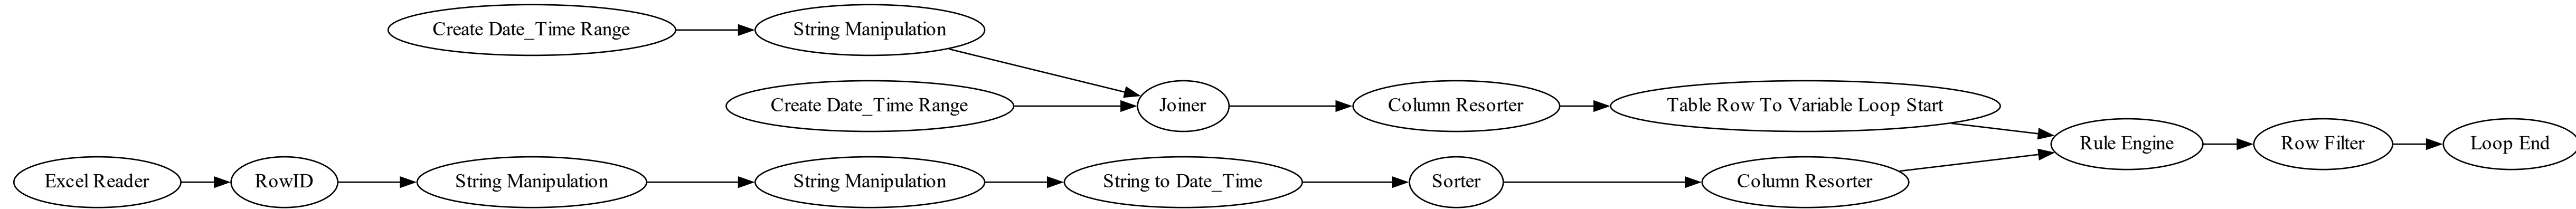 Create Date_Time Range
String Manipulation
Create Date_Time Range
Joiner
Column Resorter
Table Row To Variable Loop Start
Rule Engine
Row Filter
Loop End
Excel Reader
RowID
String Manipulation
String Manipulation
String to Date_Time
Sorter
Column Resorter